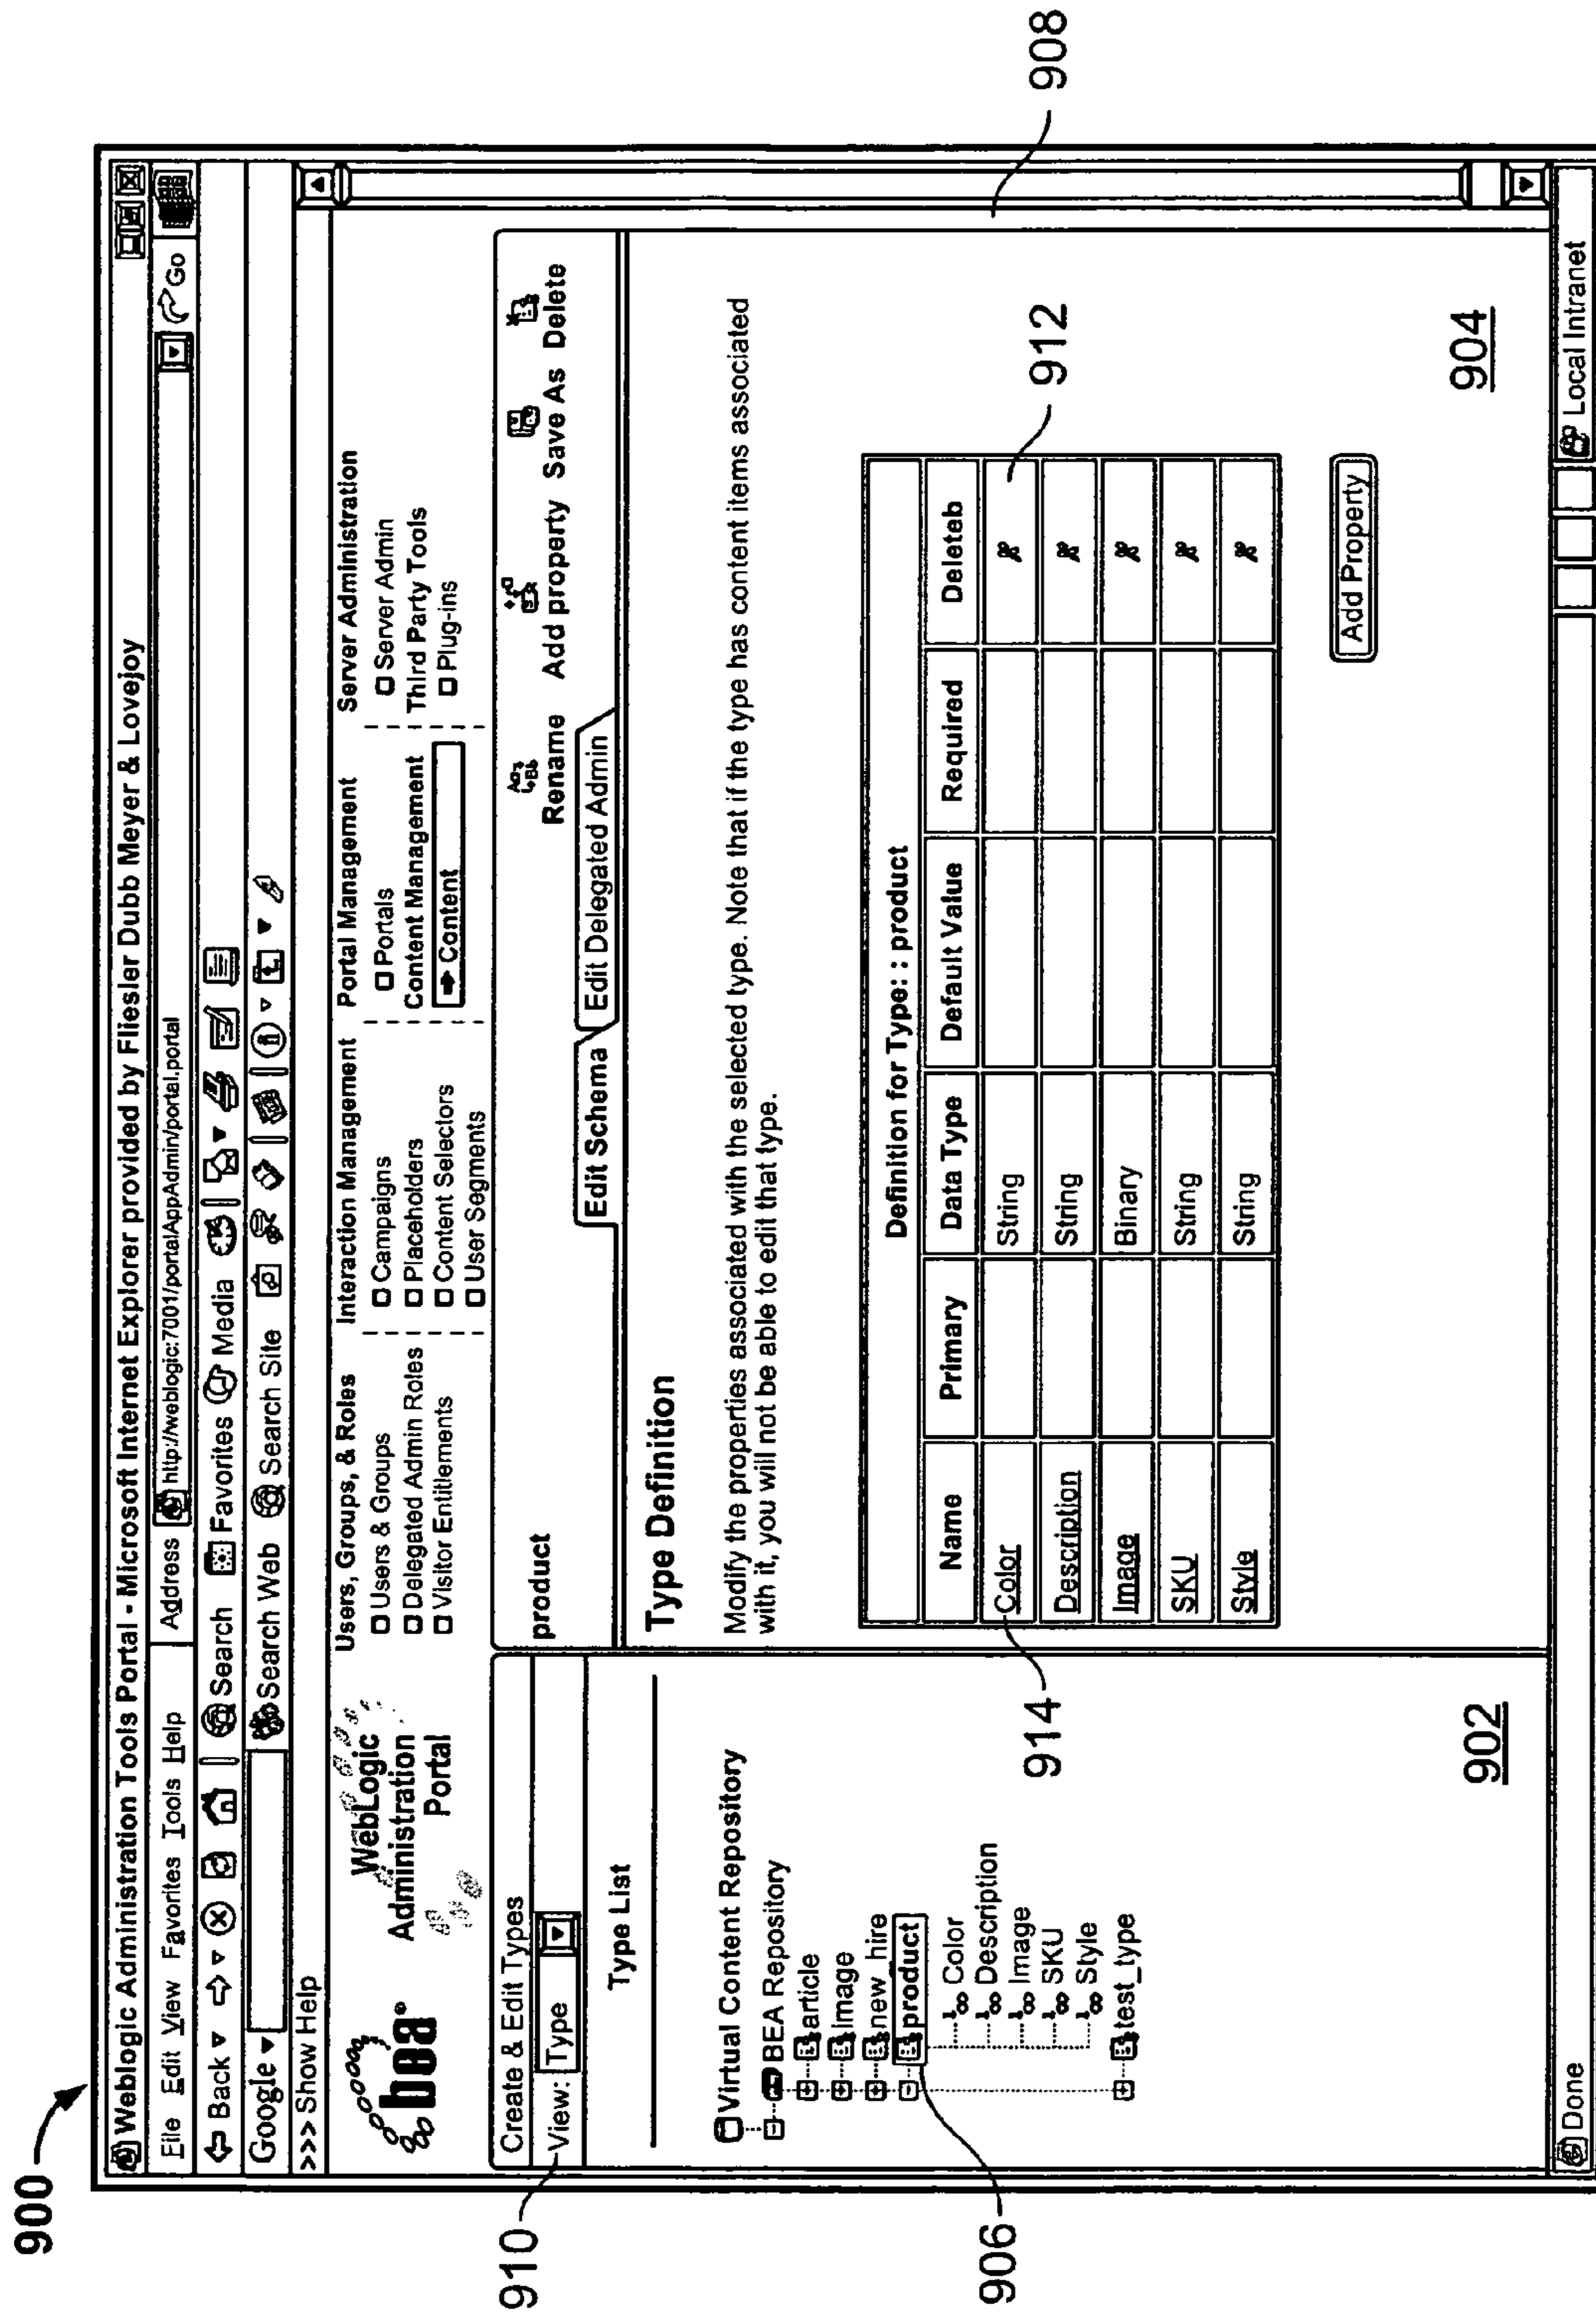 900
Weblogic Administration Tools Portal - Microsoft Internet Explorer provided by Fliesler Dubb Meyer & Lovejoy
File Edit View Favorites Tools Help
Address http://weblogic:7001/portalAppAdmin/portal.portal
Go
Back
Search Favorites Media
Google
Search Web Search Site
>>> Show Help
bea
WebLogic
Administration
Portal
Users, Groups, & Roles
Users & Groups
Delegated Admin Roles
Visitor Entitlements
Interaction Management
Campaigns
Placeholders
Content Selectors
User Segments
Portal Management
Portals
Content Management
Content
Server Administration
Server Admin
Third Party Tools
Plug-ins
910
Create & Edit Types
View: Type
Type List
Virtual Content Repository
BEA Repository
article
image
new_hire
906
product
Color
Description
Image
SKU
Style
test_type
902
product
Rename Add property Save As Delete
Edit Schema Edit Delegated Admin
Type Definition
908
Modify the properties associated with the selected type. Note that if the type has content items associated
with it, you will not be able to edit that type.
Definition for Type: : product
Name Primary Data Type Default Value Required Deleteb
Color String
Description String
Image Binary
SKU String
Style String
912
914
Add Property
904
Done
Local Intranet